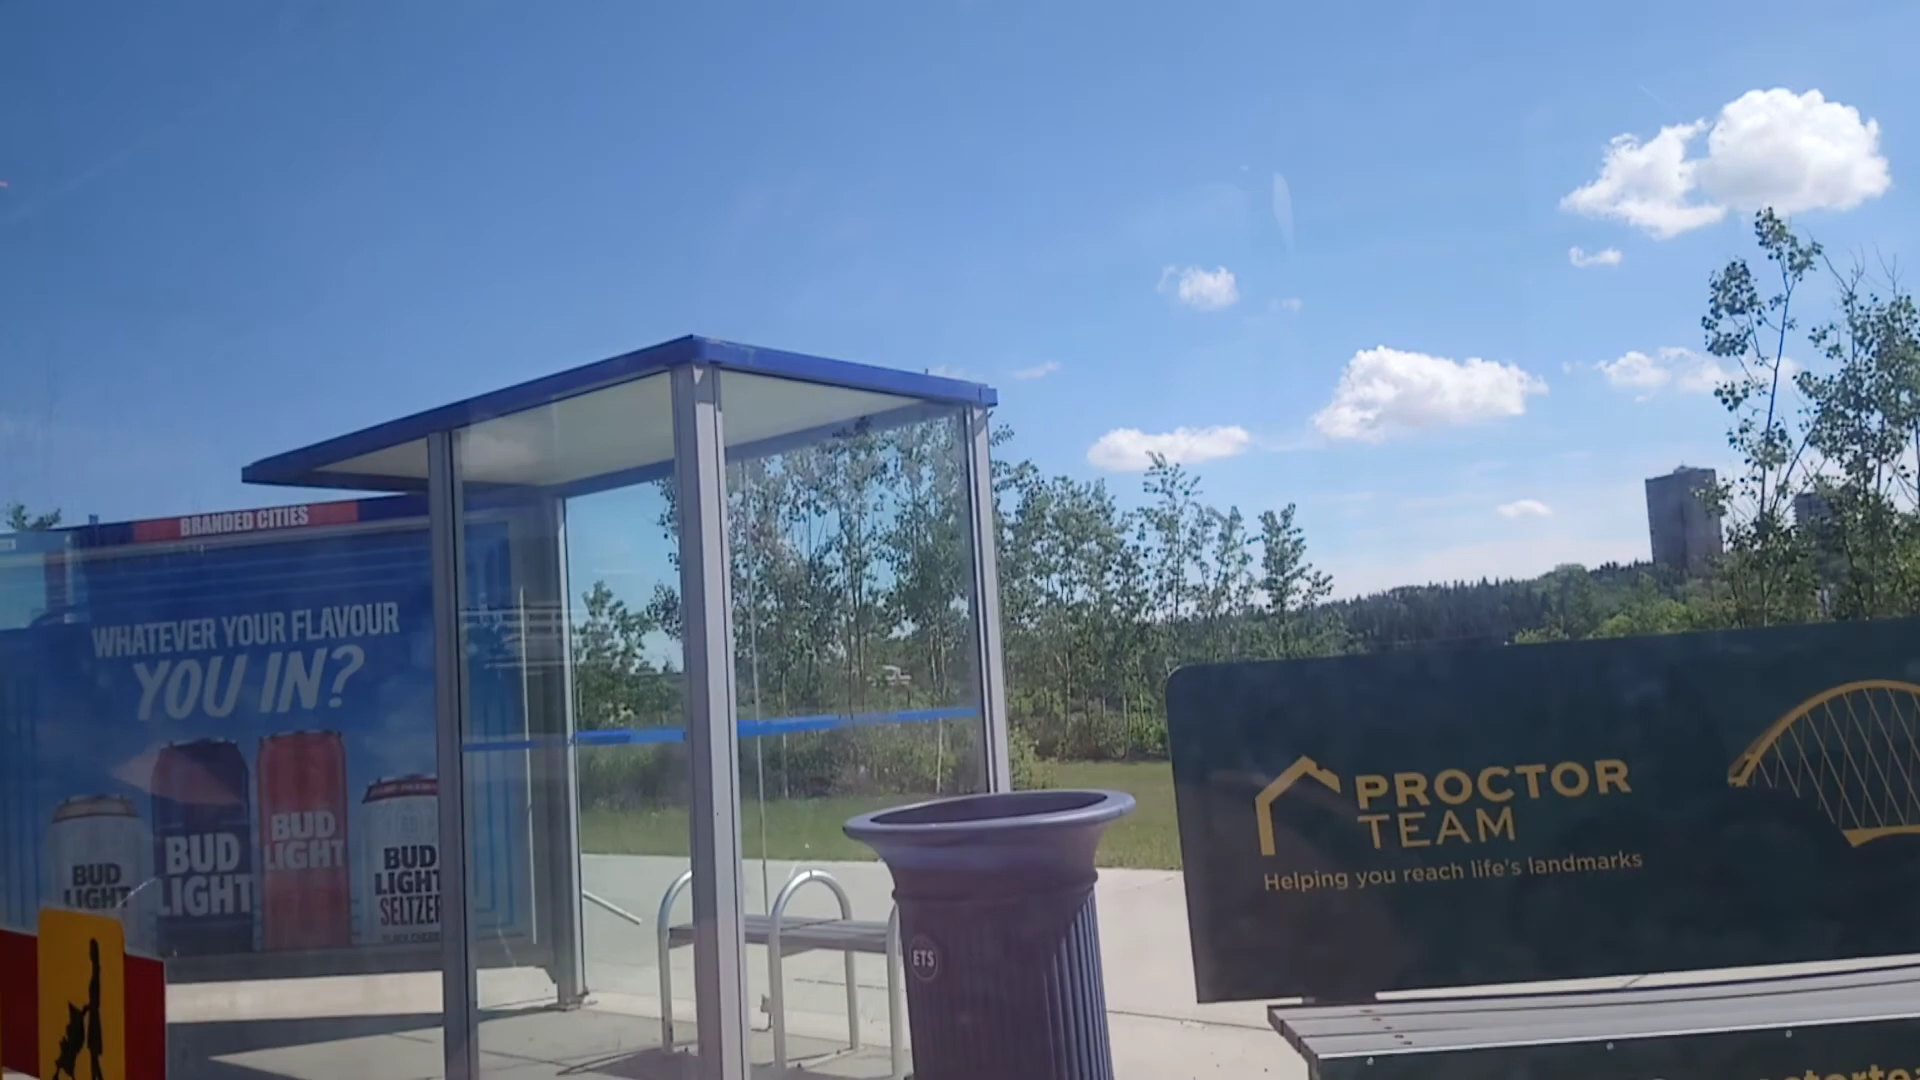 BRANDED CITIES
WHATEVER YOUR FLAVOUR
YOU IN?
BUD
LIGHT
BUD
LIGHT
BUD
LIGHT
BUD
LIGHT
SELTZER
ETS
PROCTOR
TEAM
Helping you reach life's landmarks